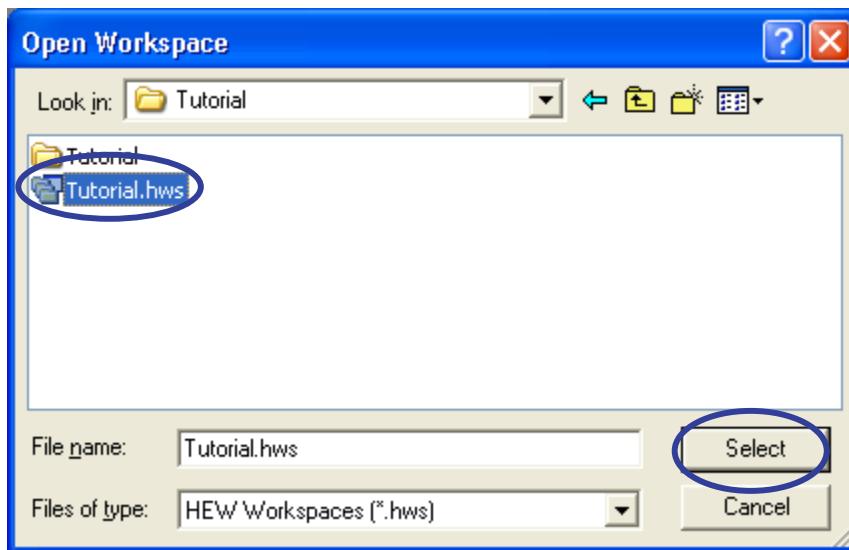 Open Workspace
Look in: Tutorial
Tutorial
Tutorial.hws
File name: Tutorial.hws Select
Files of type: HEW Workspaces (*.hws) Cancel